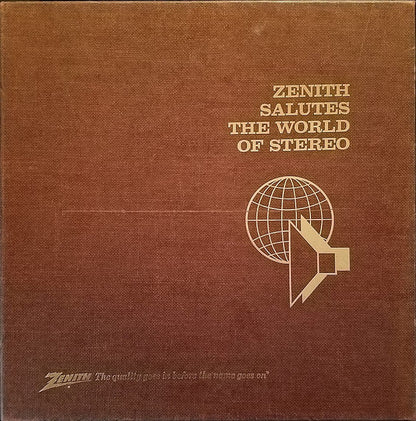 ZENITH
SALUTES
THE WORLD
OF STEREO
ZENITH The quality goes in before the name goes on®